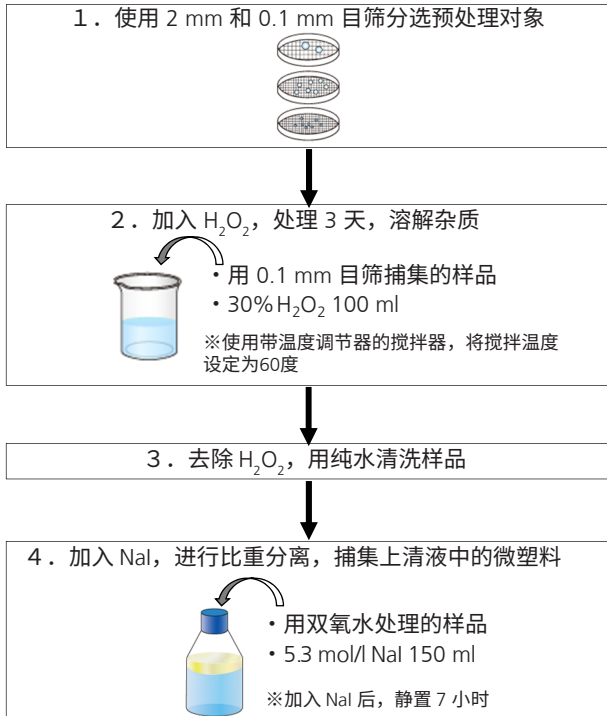 １．使用 2 mm 和 0.1 mm 目筛分选预处理对象
２．加入 H₂O₂，处理 3 天，溶解杂质
・用 0.1 mm 目筛捕集的样品
・30% H₂O₂ 100 ml
※使用带温度调节器的搅拌器，将搅拌温度
设定为60度
３．去除 H₂O₂，用纯水清洗样品
４．加入 NaI，进行比重分离，捕集上清液中的微塑料
・用双氧水处理的样品
・5.3 mol/l NaI 150 ml
※加入 NaI 后，静置 7 小时